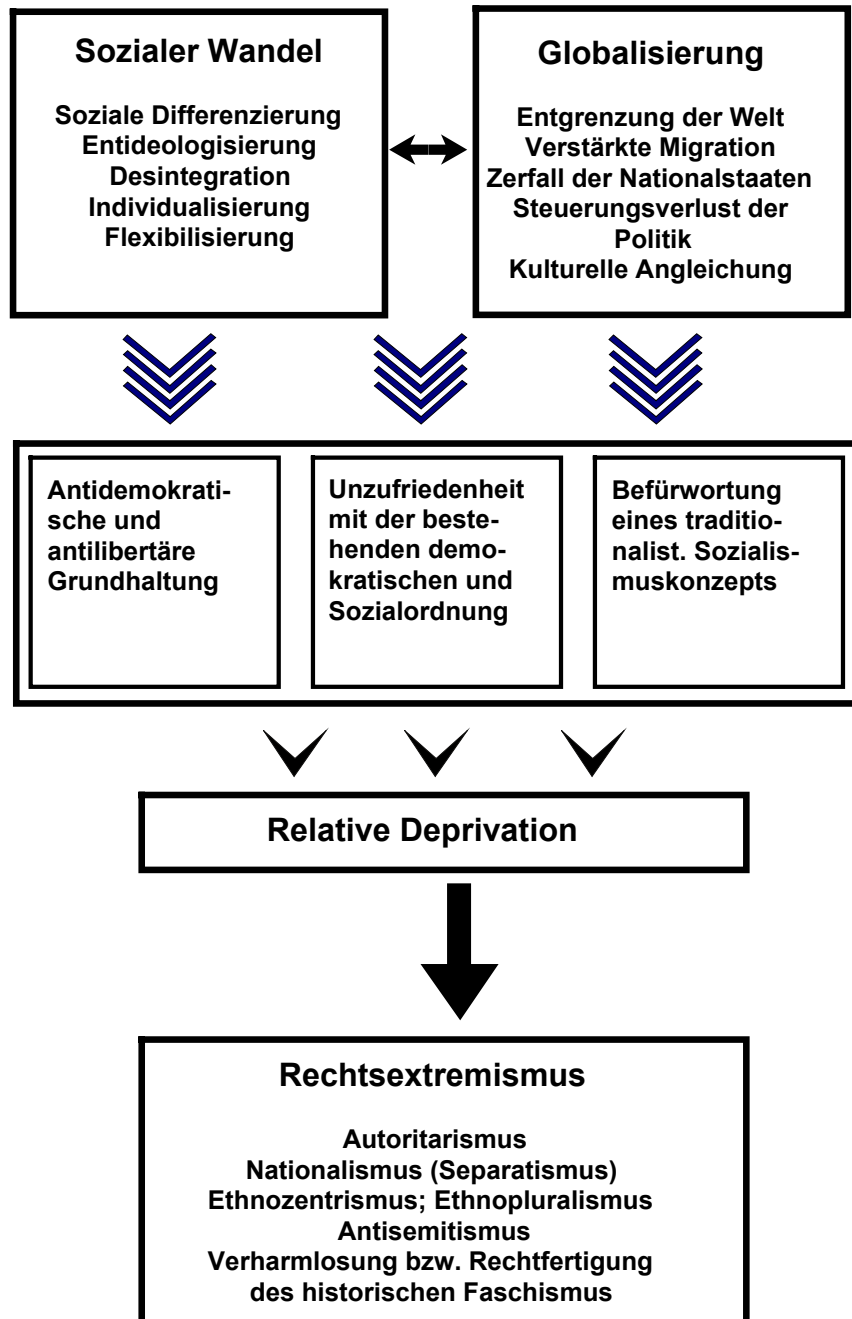 Sozialer Wandel
Soziale Differenzierung
Entideologisierung
Desintegration
Individualisierung
Flexibilisierung
Globalisierung
Entgrenzung der Welt
Verstärkte Migration
Zerfall der Nationalstaaten
Steuerungsverlust der
Politik
Kulturelle Angleichung
Antidemokrati-
sche und
antilibertäre
Grundhaltung
Unzufriedenheit
mit der beste-
henden demo-
kratischen und
Sozialordnung
Befürwortung
eines traditio-
nalist. Sozialis-
muskonzepts
Relative Deprivation
Rechtsextremismus
Autoritarismus
Nationalismus (Separatismus)
Ethnozentrismus; Ethnopluralismus
Antisemitismus
Verharmlosung bzw. Rechtfertigung
des historischen Faschismus